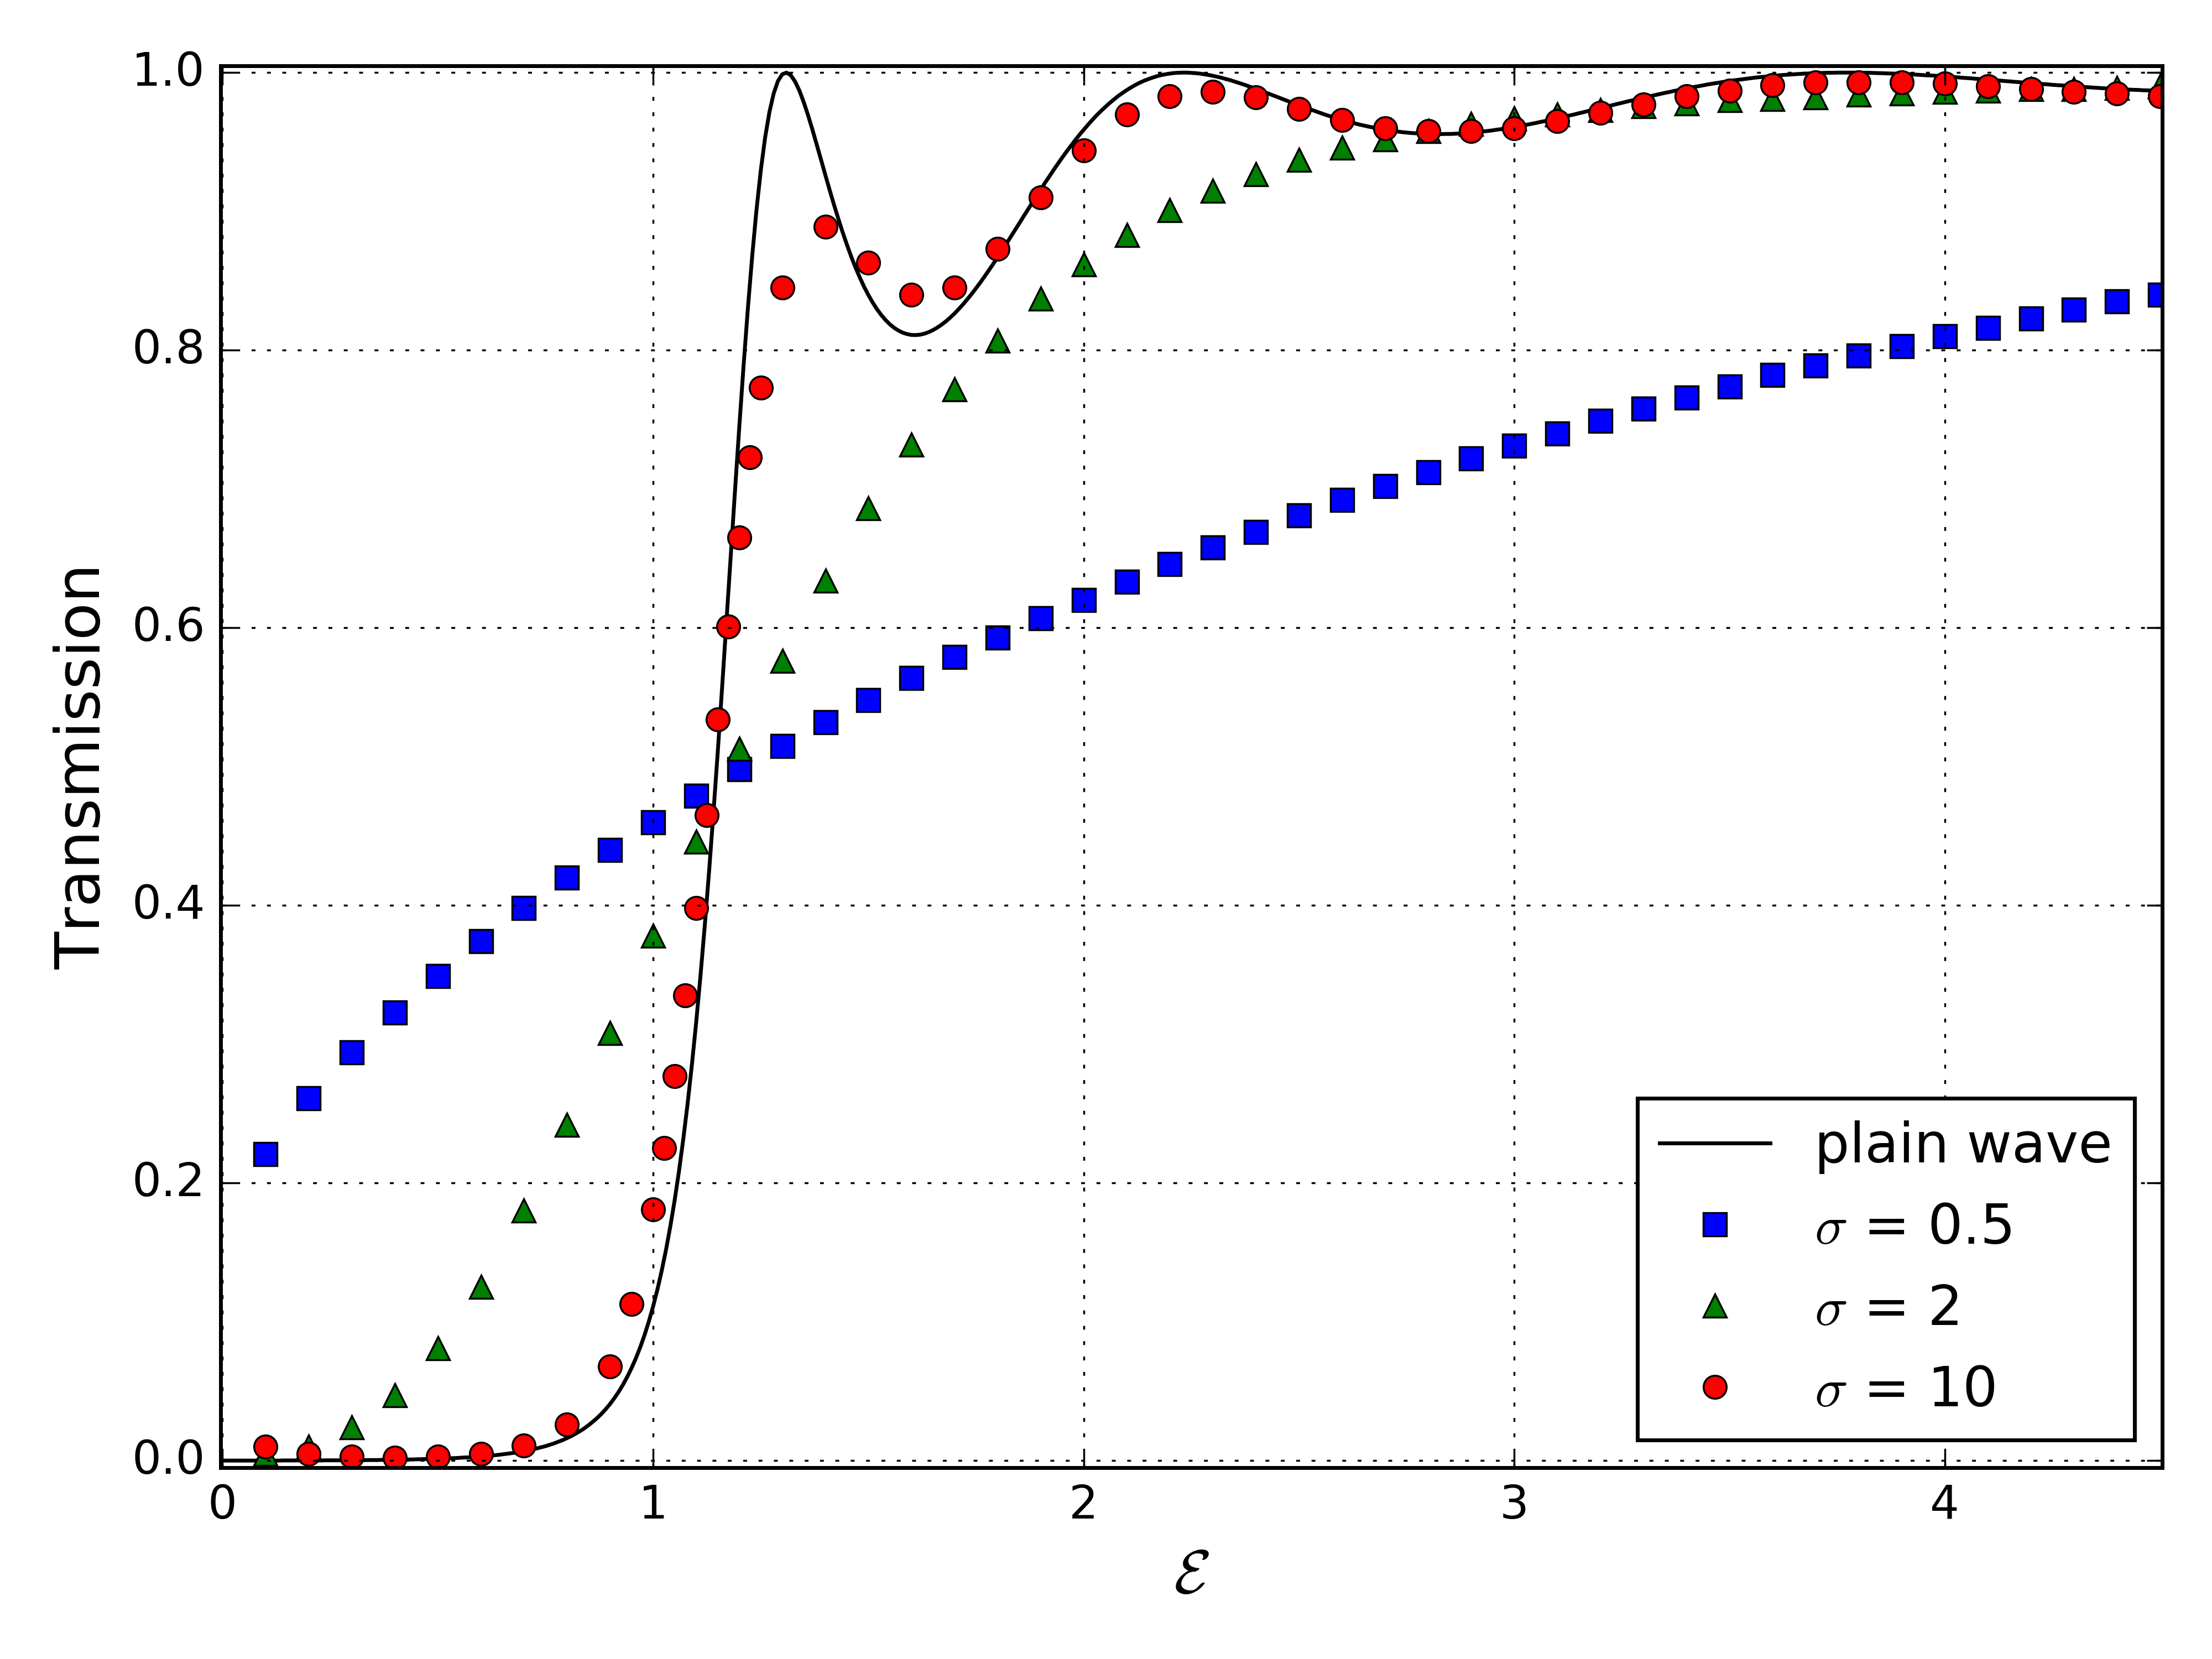 1.0
0.8
0.6
0.4
0.2
0.0
Transmission
0 1 2 3 4
ℰ
plain wave
σ = 0.5
σ = 2
σ = 10